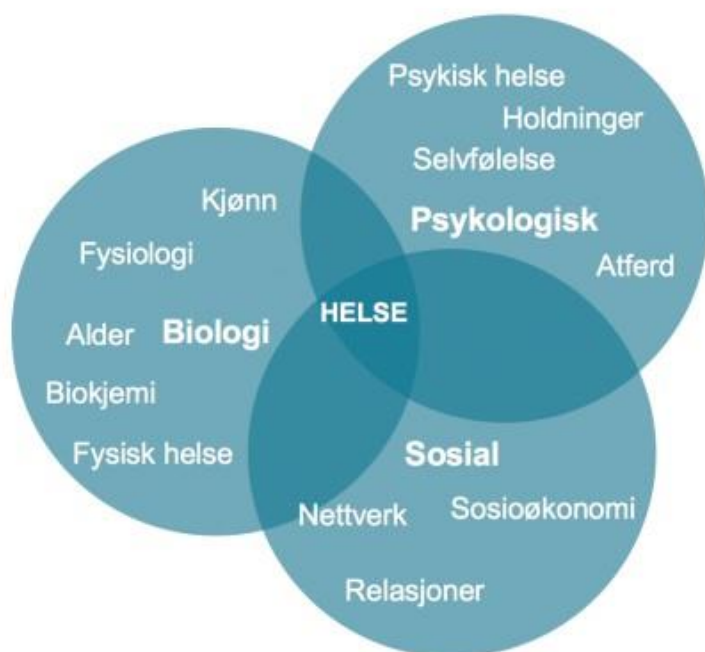 Psykisk helse
Holdninger
Selvfølelse
Psykologisk
Atferd
Kjønn
Fysiologi
Alder
Biologi
Biokjemi
Fysisk helse
HELSE
Sosial
Nettverk
Sosioøkonomi
Relasjoner